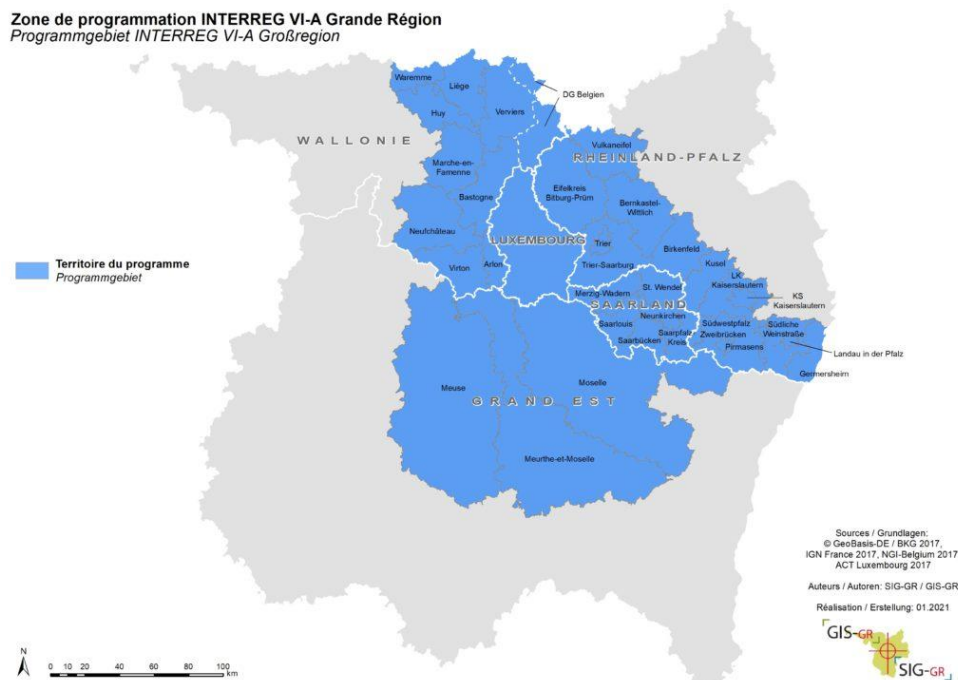 Zone de programmation INTERREG VI-A Grande Région
Programmgebiet INTERREG VI-A Großregion
Waremme
Liège
DG Belgien
Huy
Verviers
WALLONIE
Vulkaneifel
RHEINLAND-PFALZ
Marche-en-
Famenne
Eifelkreis
Bitburg-Prüm
Bastogne
Bernkastel-
Wittlich
Neufchâteau
LUXEMBOURG
Trier
Birkenfeld
Virton
Arlon
Trier-Saarburg
Kusel
Territoire du programme
Programmgebiet
LK
Kaiserslautern
St. Wendel
Merzig-Wadern
KS
Kaiserslautern
SAARLAND
Neunkirchen
Saarlouis
Südwestpfalz
Südliche
Weinstraße
Saarpfalz
Kreis
Zweibrücken
Saarbücken
Pirmasens
Landau in der Pfalz
Germersheim
Meuse
Moselle
GRAND EST
Meurthe-et-Moselle
Sources / Grundlagen:
© GeoBasis-DE / BKG 2017,
IGN France 2017, NGI-Belgium 2017
ACT Luxembourg 2017
Auteurs / Autoren: SIG-GR / GIS-GR
Réalisation / Erstellung: 01.2021
GIS-GR
SIG-GR
N
0 10 20 40 60 80 100
km